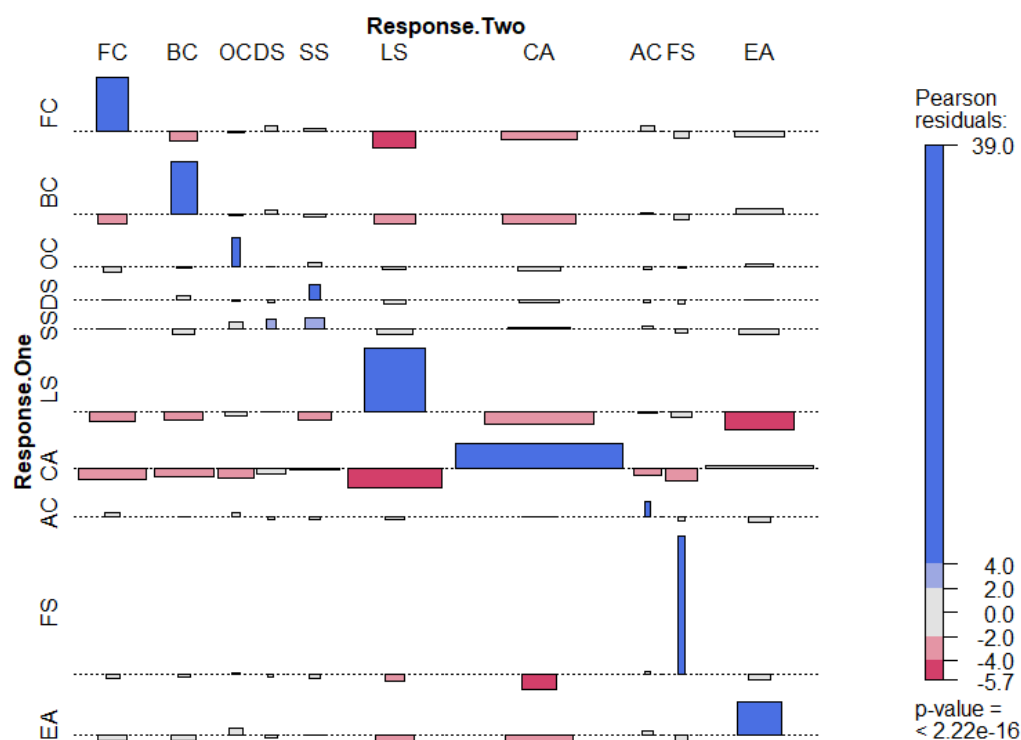 Response.Two
FC BC OC DS SS LS CA AC FS EA
Response.One
FC
BC
OC
DS
SS
LS
CA
AC
FS
EA
Pearson
residuals:
39.0
4.0
2.0
0.0
-2.0
-4.0
-5.7
p-value =
< 2.22e-16